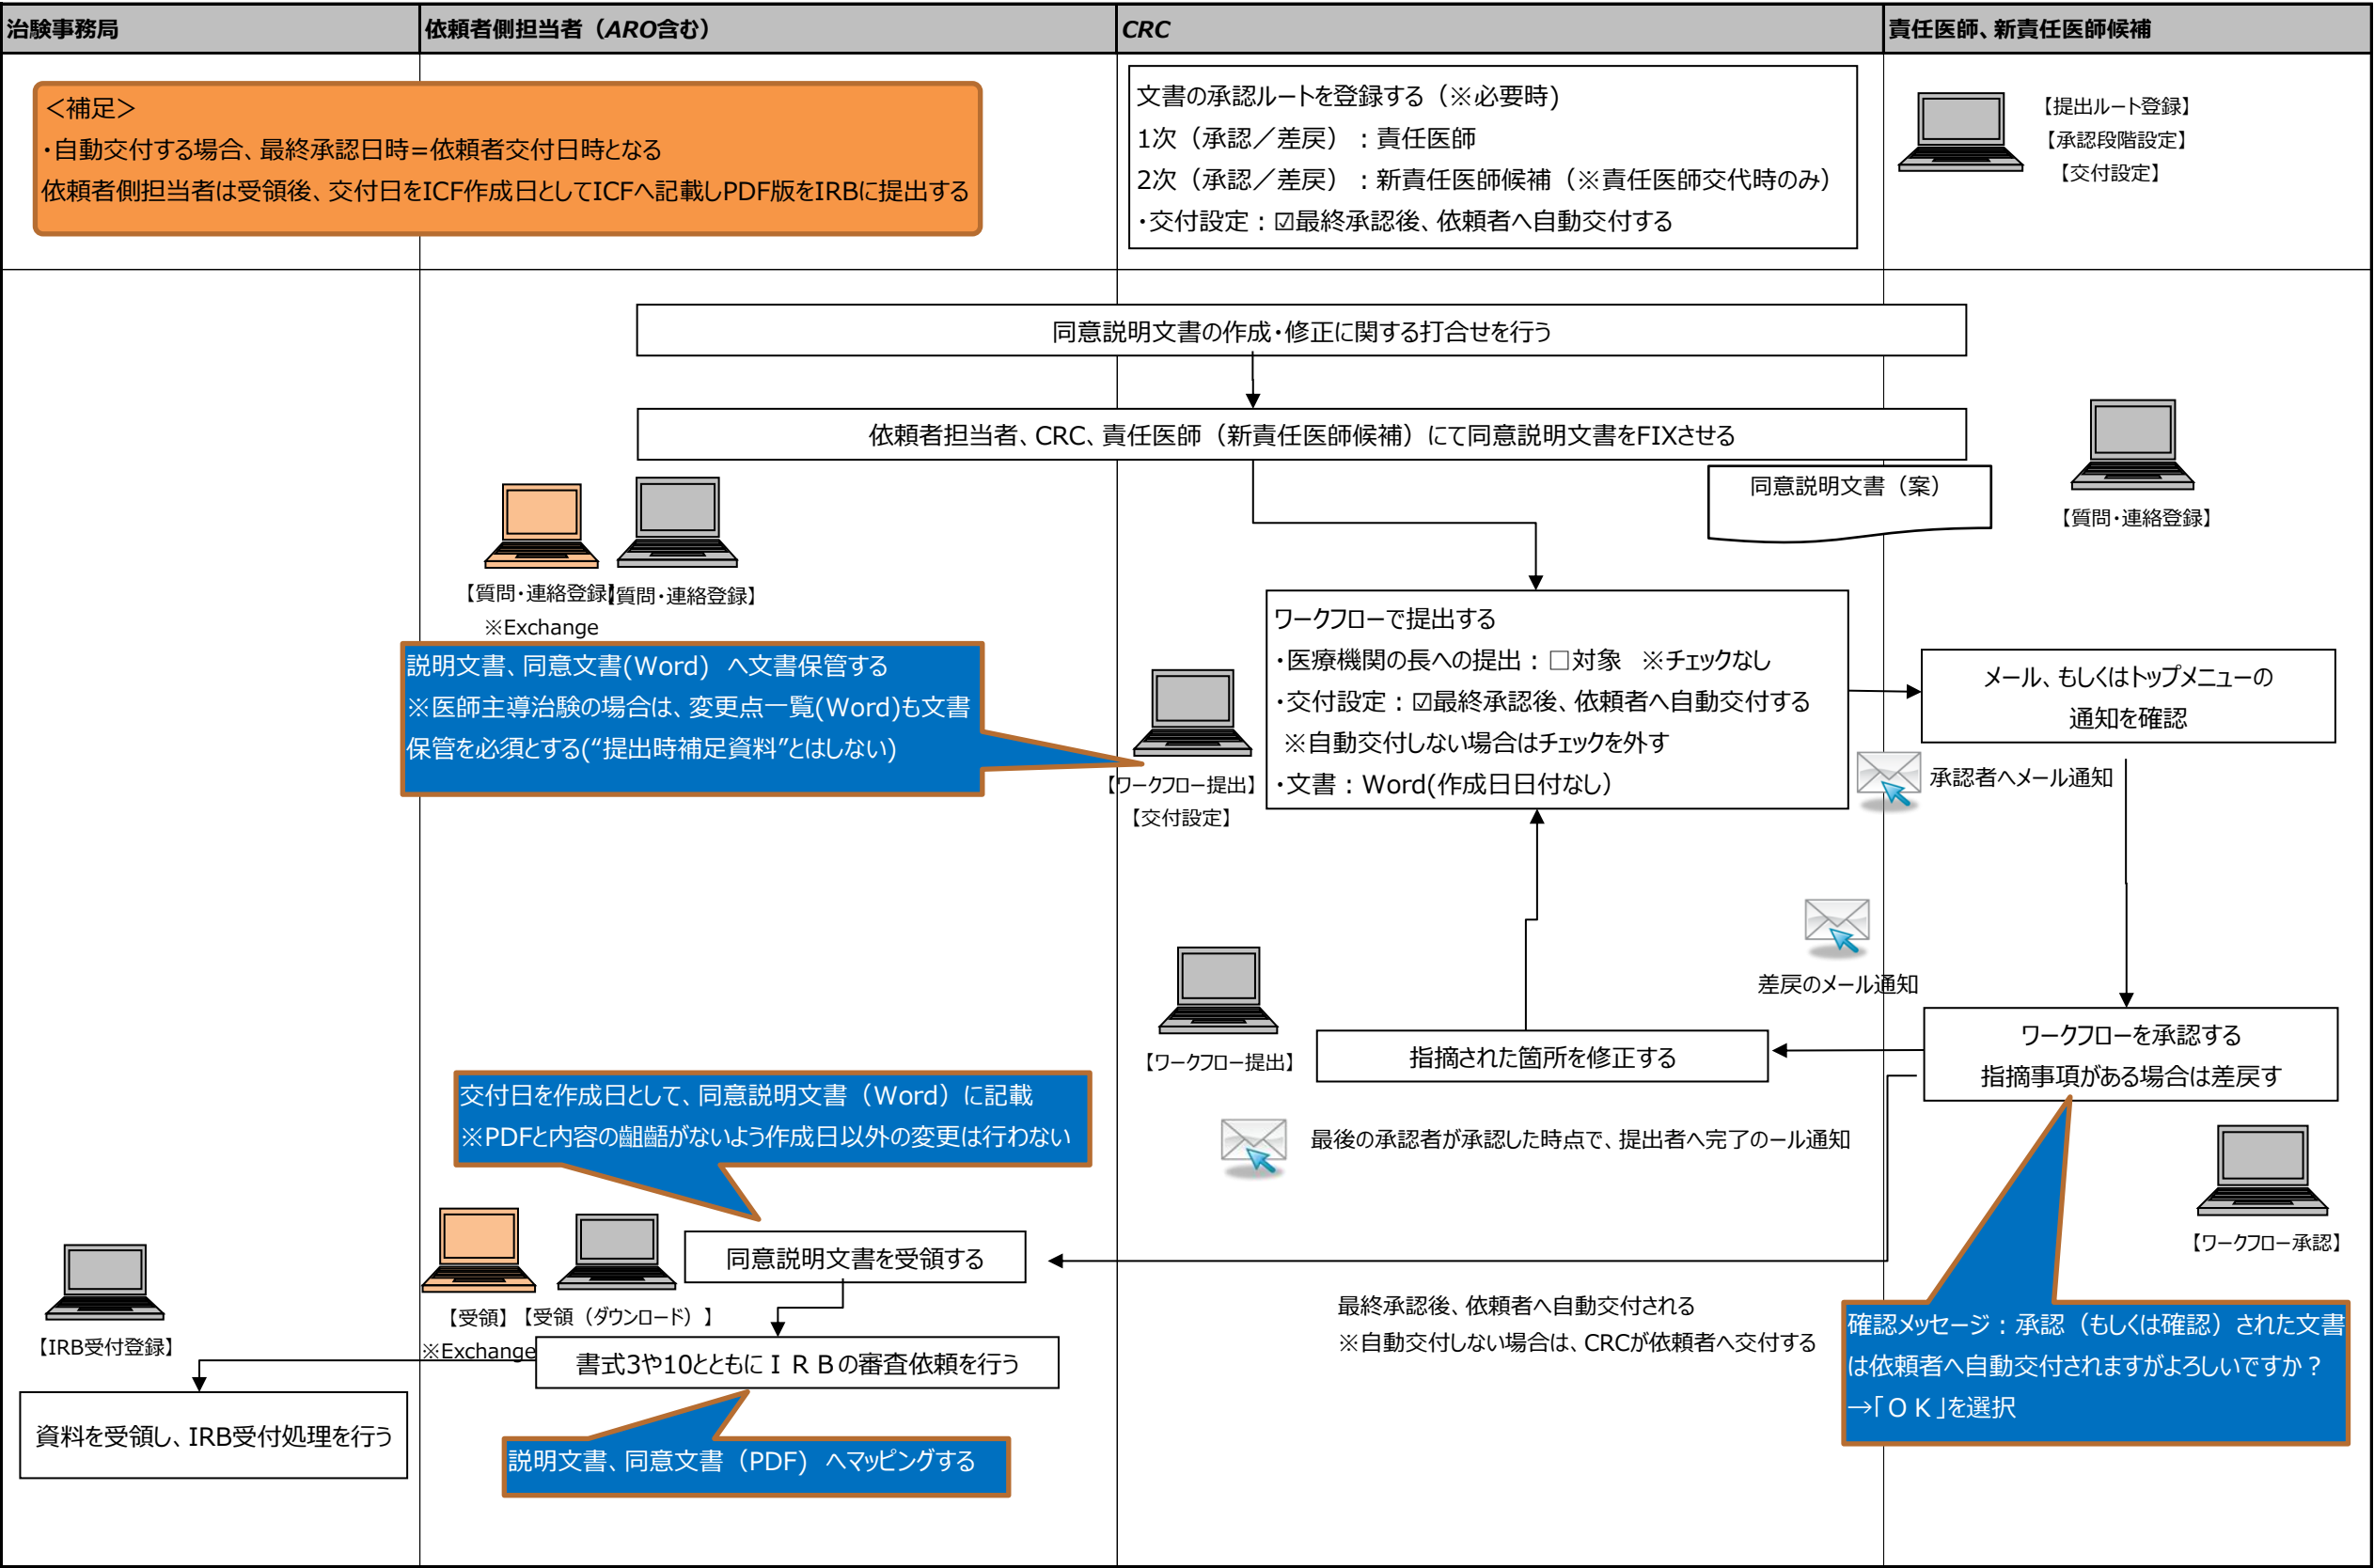 治験事務局
依頼者側担当者（ARO含む）
CRC
責任医師、新責任医師候補
＜補足＞
・自動交付する場合、最終承認日時=依頼者交付日時となる
依頼者側担当者は受領後、交付日をICF作成日としてICFへ記載しPDF版をIRBに提出する
文書の承認ルートを登録する（※必要時)
1次（承認／差戻）：責任医師
2次（承認／差戻）：新責任医師候補（※責任医師交代時のみ）
・交付設定：☑最終承認後、依頼者へ自動交付する
【提出ルート登録】
【承認段階設定】
【交付設定】
同意説明文書の作成・修正に関する打合せを行う
依頼者担当者、CRC、責任医師（新責任医師候補）にて同意説明文書をFIXさせる
同意説明文書（案）
【質問・連絡登録】
【質問・連絡登録】
※Exchange
【質問・連絡登録】
説明文書、同意文書(Word)　へ文書保管する
※医師主導治験の場合は、変更点一覧(Word)も文書
保管を必須とする(“提出時補足資料”とはしない)
【ワークフロー提出】
【交付設定】
ワークフローで提出する
・医療機関の長への提出：□対象　※チェックなし
・交付設定：☑最終承認後、依頼者へ自動交付する
※自動交付しない場合はチェックを外す
・文書：Word(作成日日付なし）
メール、もしくはトップメニューの
通知を確認
承認者へメール通知
差戻のメール通知
【ワークフロー提出】
指摘された箇所を修正する
ワークフローを承認する
指摘事項がある場合は差戻す
交付日を作成日として、同意説明文書（Word）に記載
※PDFと内容の齟齬がないよう作成日以外の変更は行わない
最後の承認者が承認した時点で、提出者へ完了のール通知
【ワークフロー承認】
同意説明文書を受領する
【受領】
※Exchange
【受領（ダウンロード）】
最終承認後、依頼者へ自動交付される
※自動交付しない場合は、CRCが依頼者へ交付する
確認メッセージ：承認（もしくは確認）された文書
は依頼者へ自動交付されますがよろしいですか？
→「ＯＫ」を選択
【IRB受付登録】
書式3や10とともにＩＲＢの審査依頼を行う
資料を受領し、IRB受付処理を行う
説明文書、同意文書（PDF)　へマッピングする